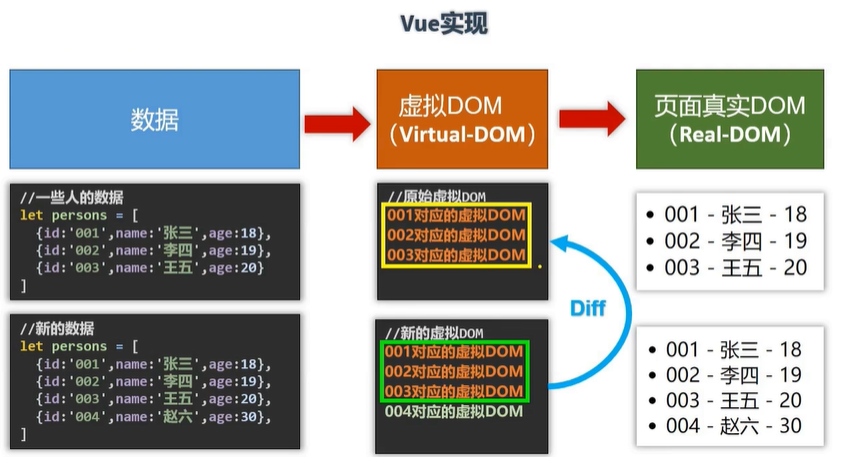 Vue实现
数据
虚拟DOM
（Virtual-DOM）
页面真实DOM
（Real-DOM）
//一些人的数据
let persons = [
{id:'001',name:'张三',age:18},
{id:'002',name:'李四',age:19},
{id:'003',name:'王五',age:20}
]
//原始虚拟DOM
001对应的虚拟DOM
002对应的虚拟DOM
003对应的虚拟DOM
• 001 - 张三 - 18
• 002 - 李四 - 19
• 003 - 王五 - 20
Diff
//新的数据
let persons = [
{id:'001',name:'张三',age:18},
{id:'002',name:'李四',age:19},
{id:'003',name:'王五',age:20},
{id:'004',name:'赵六',age:30},
]
//新的虚拟DOM
001对应的虚拟DOM
002对应的虚拟DOM
003对应的虚拟DOM
004对应的虚拟DOM
• 001 - 张三 - 18
• 002 - 李四 - 19
• 003 - 王五 - 20
• 004 - 赵六 - 30